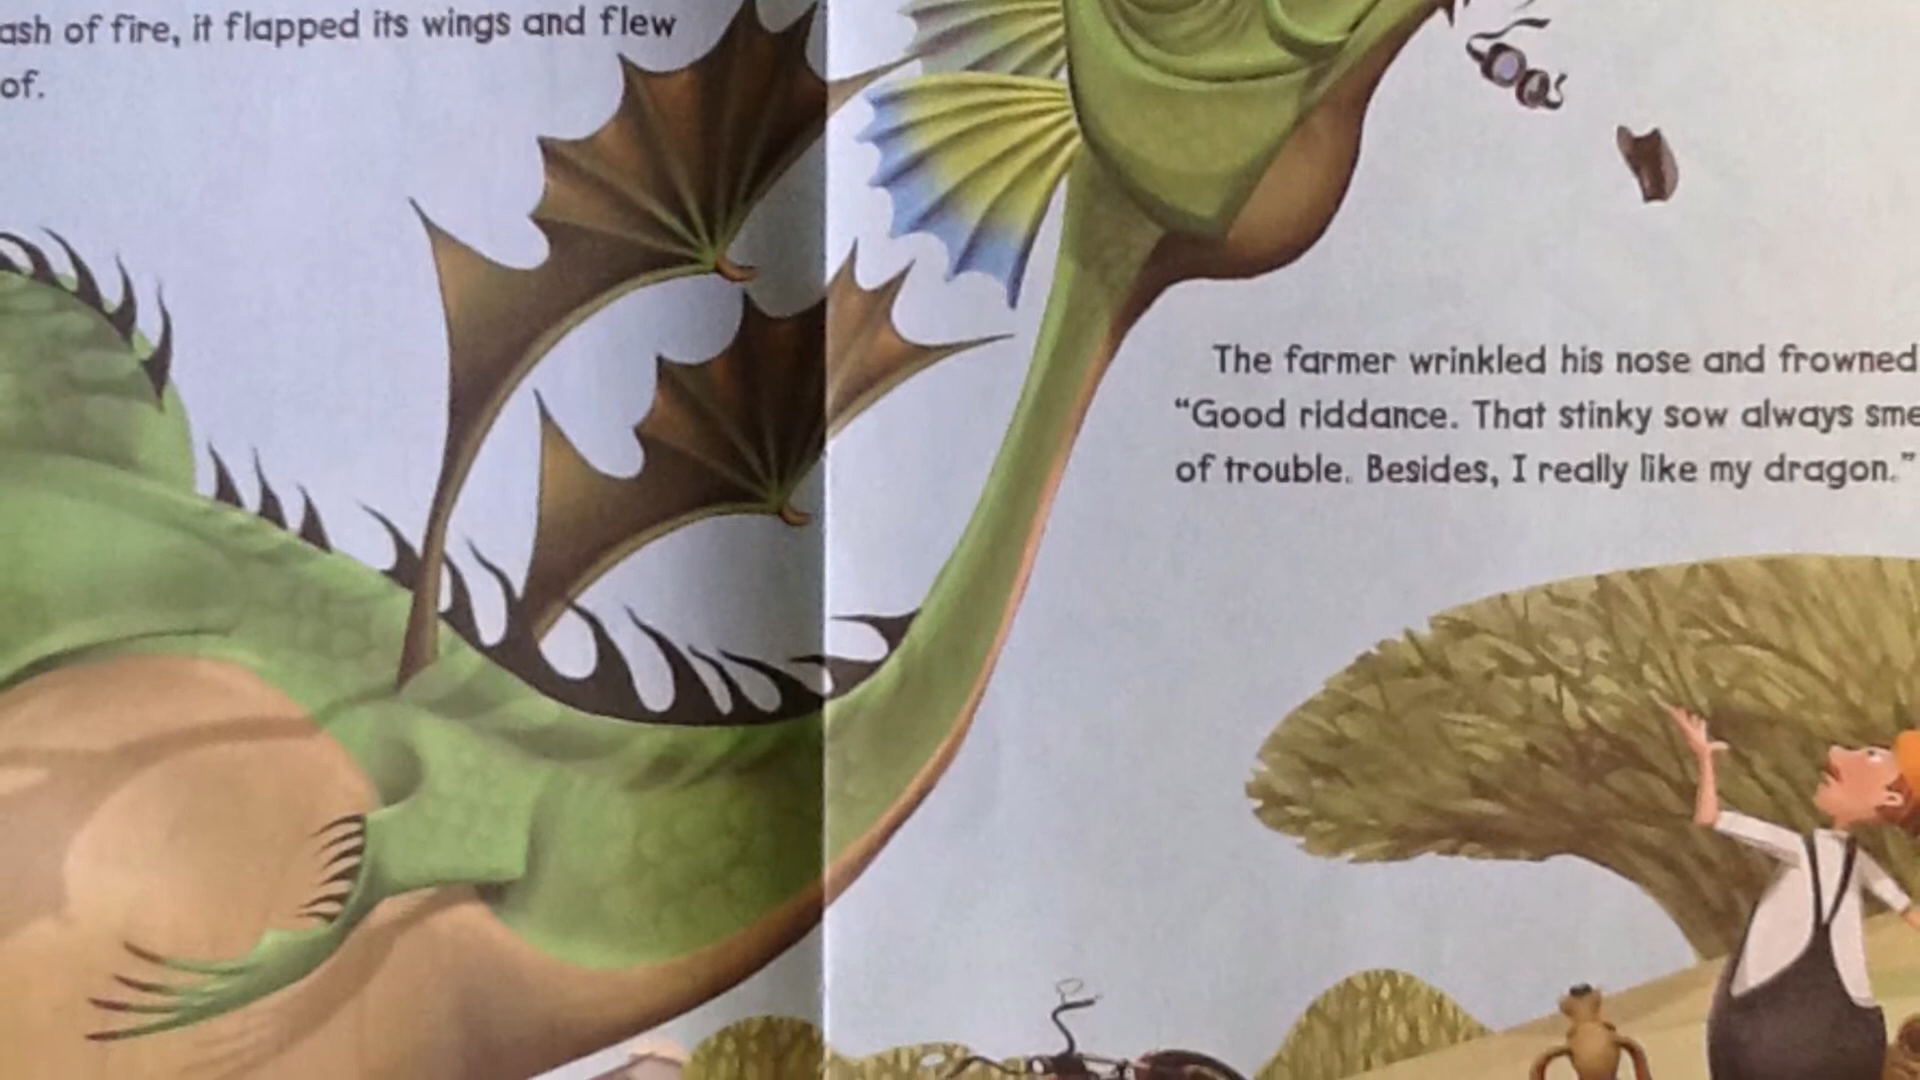 ash of fire, it flapped its wings and flew
of.
The farmer wrinkled his nose and frowned
“Good riddance. That stinky sow always sme
of trouble. Besides, I really like my dragon.”